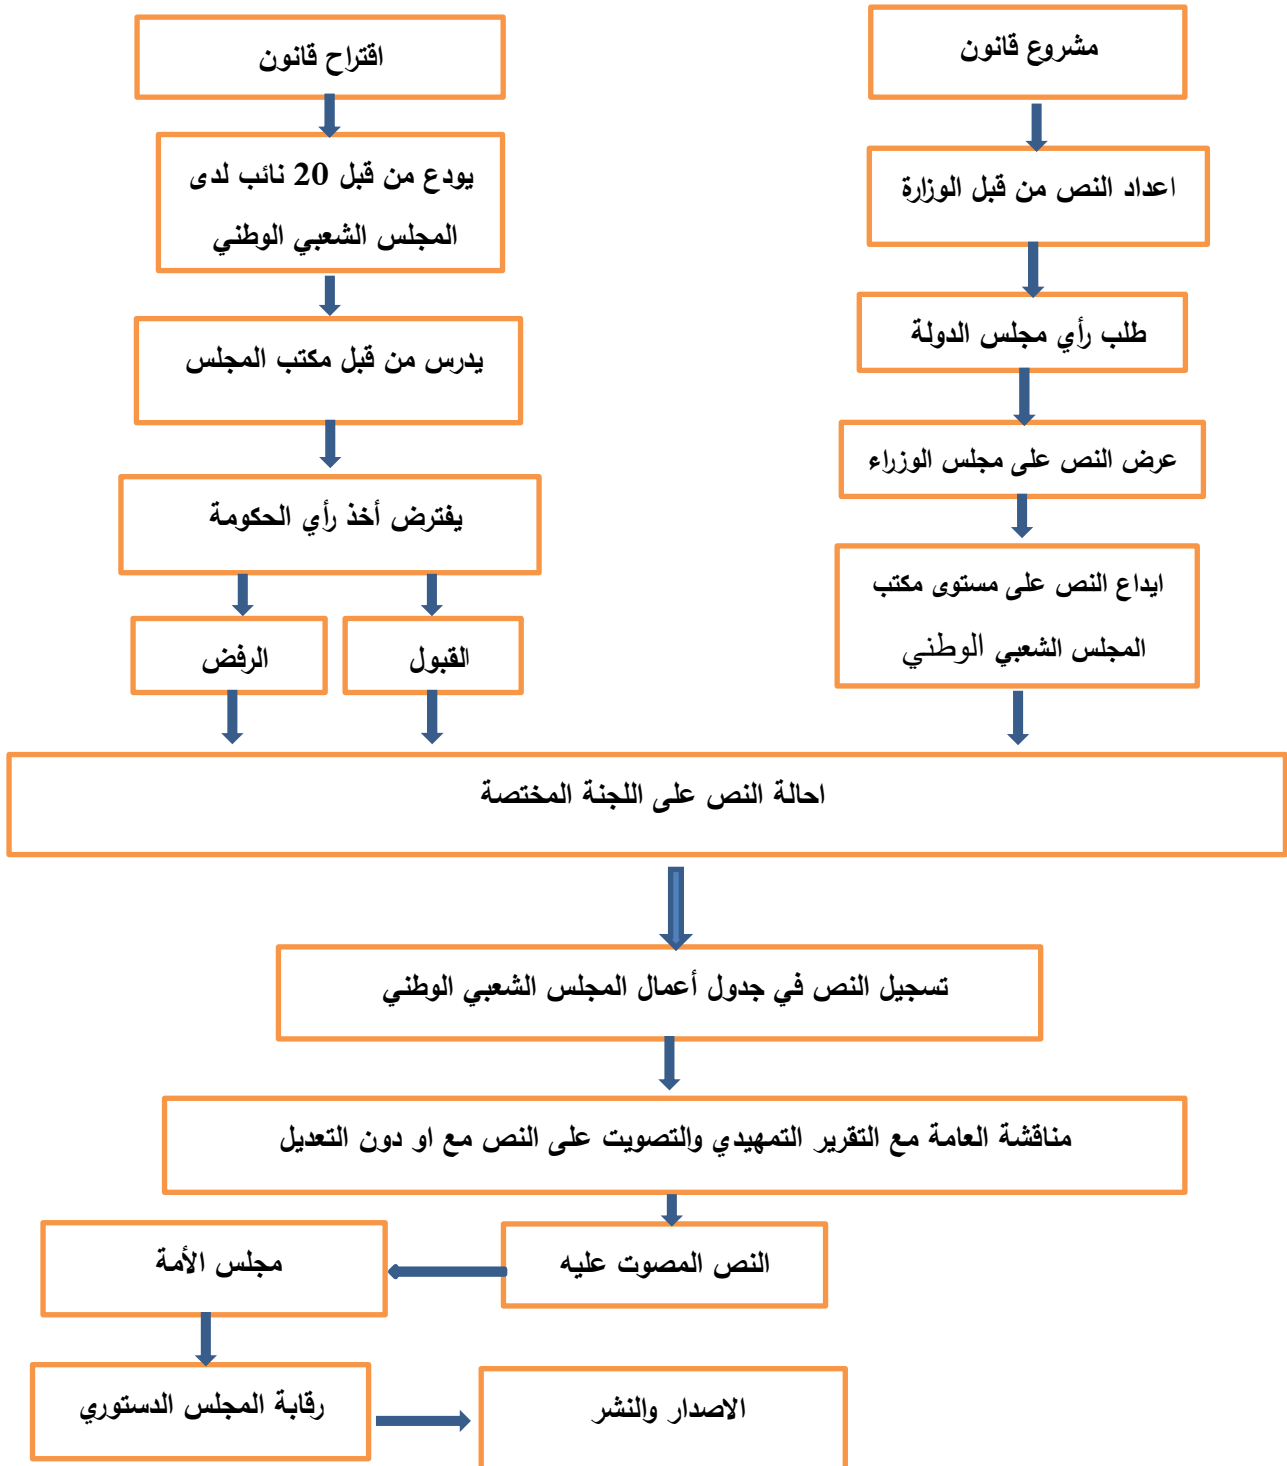 مشروع قانون
اعداد النص من قبل الوزارة
طلب رأي مجلس الدولة
عرض النص على مجلس الوزراء
ايداع النص على مستوى مكتب
المجلس الشعبي الوطني
اقتراح قانون
يودع من قبل 20 نائب لدى
المجلس الشعبي الوطني
يدرس من قبل مكتب المجلس
يفترض أخذ رأي الحكومة
القبول
الرفض
احالة النص على اللجنة المختصة
تسجيل النص في جدول أعمال المجلس الشعبي الوطني
مناقشة العامة مع التقرير التمهيدي والتصويت على النص مع او دون التعديل
النص المصوت عليه
مجلس الأمة
رقابة المجلس الدستوري
الاصدار والنشر